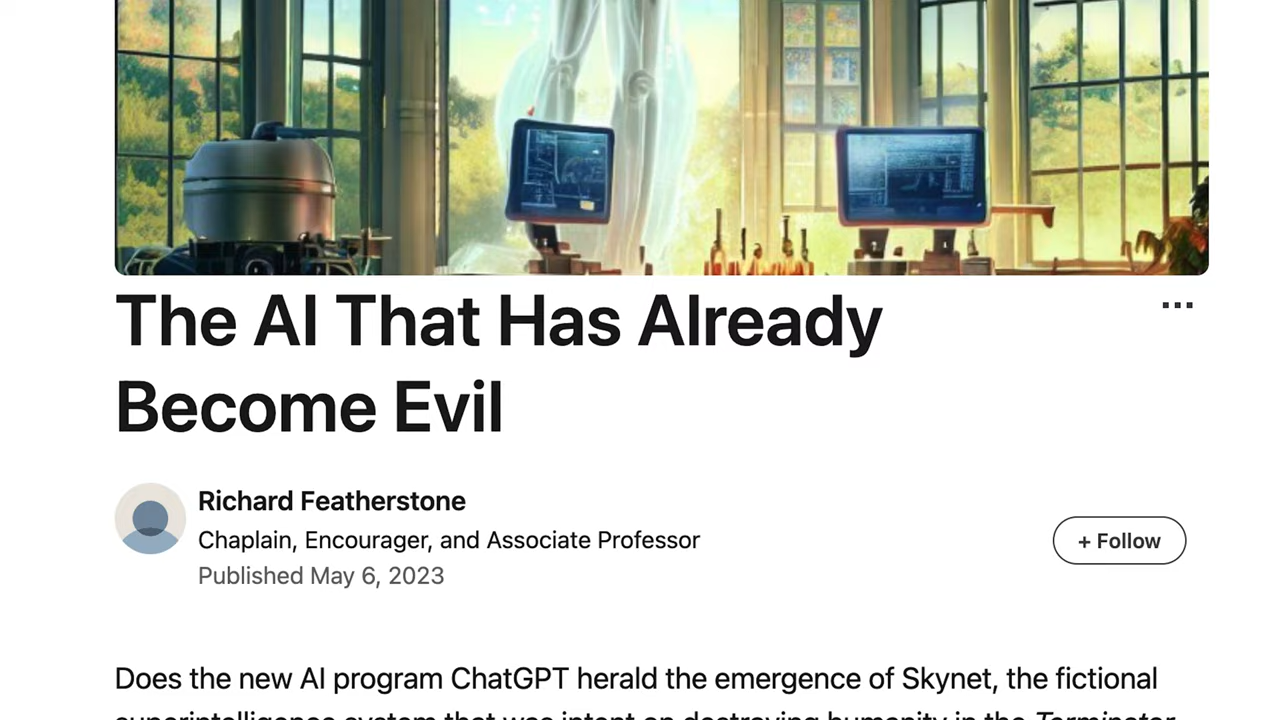 The AI That Has Already
Become Evil
...
Richard Featherstone
Chaplain, Encourager, and Associate Professor
+ Follow
Published May 6, 2023
Does the new AI program ChatGPT herald the emergence of Skynet, the fictional
superintelligence system that was intent on destroying humanity in the Terminator